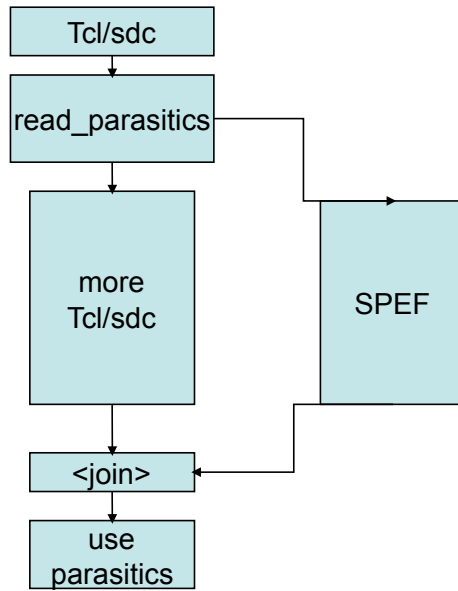 Tcl/sdc
read_parasitics
more
Tcl/sdc
SPEF
<join>
use
parasitics